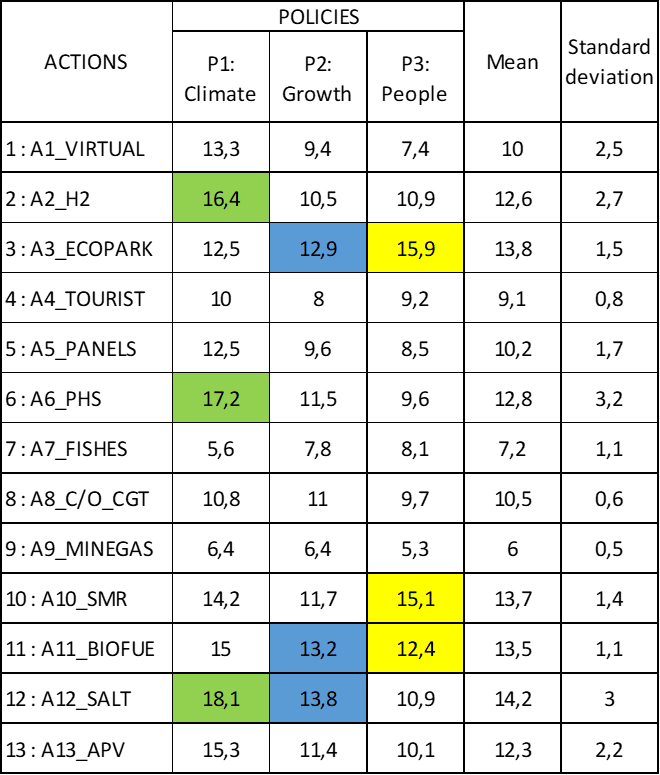 POLICIES
ACTIONS P1: Climate P2: Growth P3: People Mean Standard deviation
1 : A1_VIRTUAL 13,3 9,4 7,4 10 2,5
2 : A2_H2 16,4 10,5 10,9 12,6 2,7
3 : A3_ECOPARK 12,5 12,9 15,9 13,8 1,5
4 : A4_TOURIST 10 8 9,2 9,1 0,8
5 : A5_PANELS 12,5 9,6 8,5 10,2 1,7
6 : A6_PHS 17,2 11,5 9,6 12,8 3,2
7 : A7_FISHES 5,6 7,8 8,1 7,2 1,1
8 : A8_C/O_CGT 10,8 11 9,7 10,5 0,6
9 : A9_MINEGAS 6,4 6,4 5,3 6 0,5
10 : A10_SMR 14,2 11,7 15,1 13,7 1,4
11 : A11_BIOFUE 15 13,2 12,4 13,5 1,1
12 : A12_SALT 18,1 13,8 10,9 14,2 3
13 : A13_APV 15,3 11,4 10,1 12,3 2,2